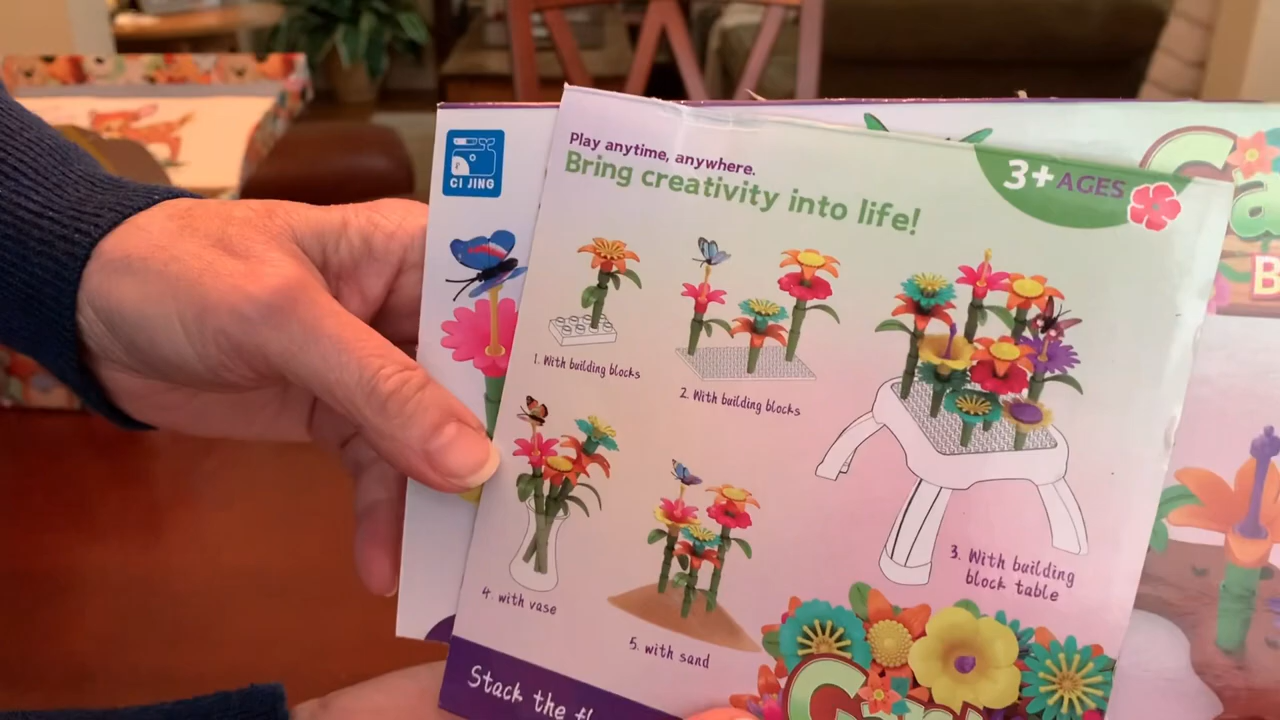 CI JING
Play anytime, anywhere.
Bring creativity into life!
3+ AGES
1. With building blocks
2. With building blocks
3. With building
block table
4. with vase
5. with sand
Stack the